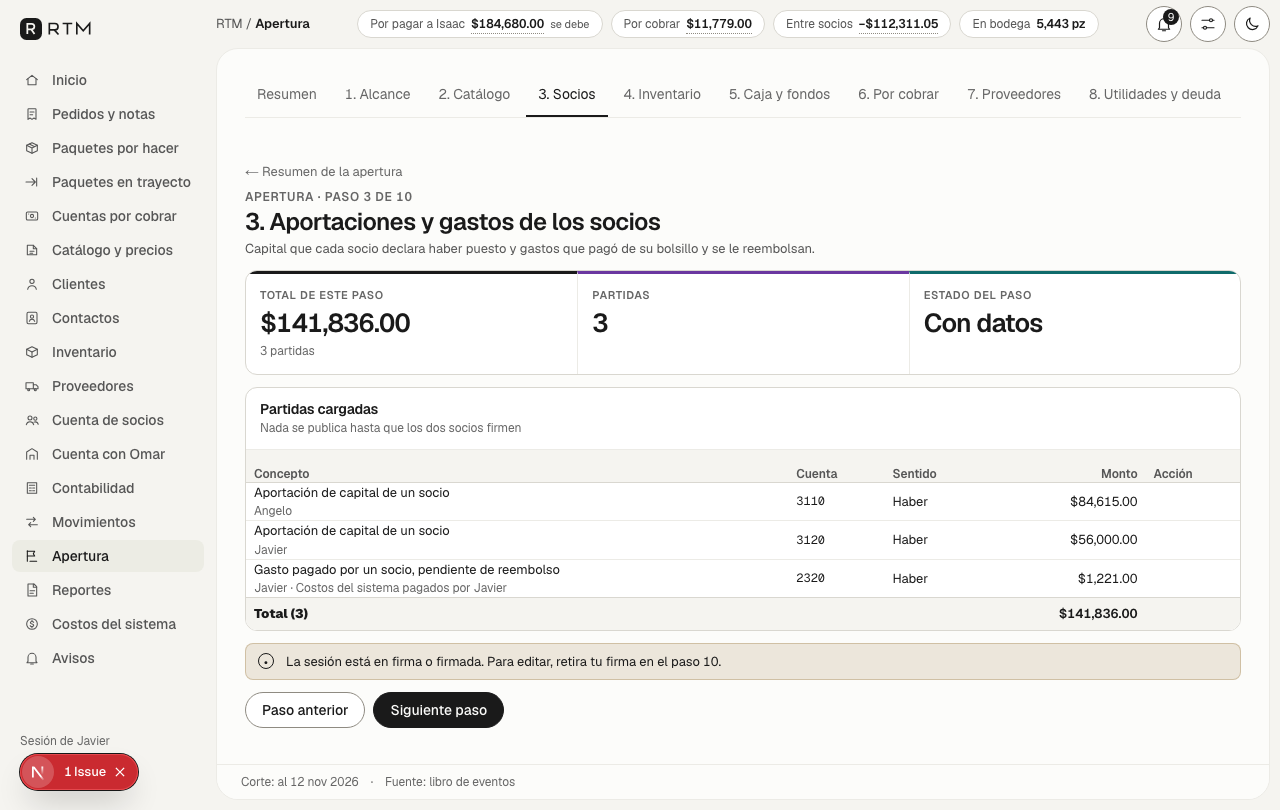 R RTM
RTM / Apertura
Por pagar a Isaac $184,680.00 se debe
Por cobrar $11,779.00
Entre socios −$112,311.05
En bodega 5,443 pz
9
Inicio
Pedidos y notas
Paquetes por hacer
Paquetes en trayecto
Cuentas por cobrar
Catálogo y precios
Clientes
Contactos
Inventario
Proveedores
Cuenta de socios
Cuenta con Omar
Contabilidad
Movimientos
Apertura
Reportes
Costos del sistema
Avisos
Sesión de Javier
N 1 Issue
Resumen
1. Alcance
2. Catálogo
3. Socios
4. Inventario
5. Caja y fondos
6. Por cobrar
7. Proveedores
8. Utilidades y deuda
← Resumen de la apertura
APERTURA · PASO 3 DE 10
3. Aportaciones y gastos de los socios
Capital que cada socio declara haber puesto y gastos que pagó de su bolsillo y se le reembolsan.
TOTAL DE ESTE PASO
$141,836.00
3 partidas
PARTIDAS
3
ESTADO DEL PASO
Con datos
Partidas cargadas
Nada se publica hasta que los dos socios firmen
Concepto Cuenta Sentido Monto Acción
Aportación de capital de un socio 3110 Haber $84,615.00
Angelo
Aportación de capital de un socio 3120 Haber $56,000.00
Javier
Gasto pagado por un socio, pendiente de reembolso 2320 Haber $1,221.00
Javier · Costos del sistema pagados por Javier
Total (3) $141,836.00
La sesión está en firma o firmada. Para editar, retira tu firma en el paso 10.
Paso anterior
Siguiente paso
Corte: al 12 nov 2026 · Fuente: libro de eventos